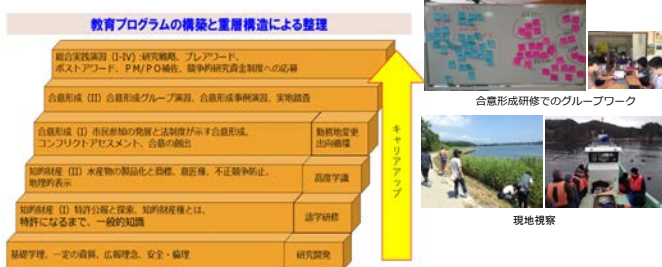 教育プログラムの構築と重層構造による整理
総合実践演習（I-IV）:研究戦略、プレアワード、
ポストアワード、PM/PO補佐、競争的研究資金制度への応募
合意形成（II）合意形成グループ演習、合意形成事例演習、実地踏査
合意形成（I）市民参加の発展と法制度が示す合意形成、
コンフリクトアセスメント、合意の創出
勤務地変更
出向循環
知的財産（II）水産物の製品化と商標、意匠権、不正競争防止、
地理的表示
高度学識
知的財産（I）特許公報と探索、知的財産権とは、
特許になるまで、一般的知識
語学研修
基礎学理、一定の資質、広報理念、安全・倫理
研究開発
キャリアアップ
合意形成研修でのグループワーク
現地視察